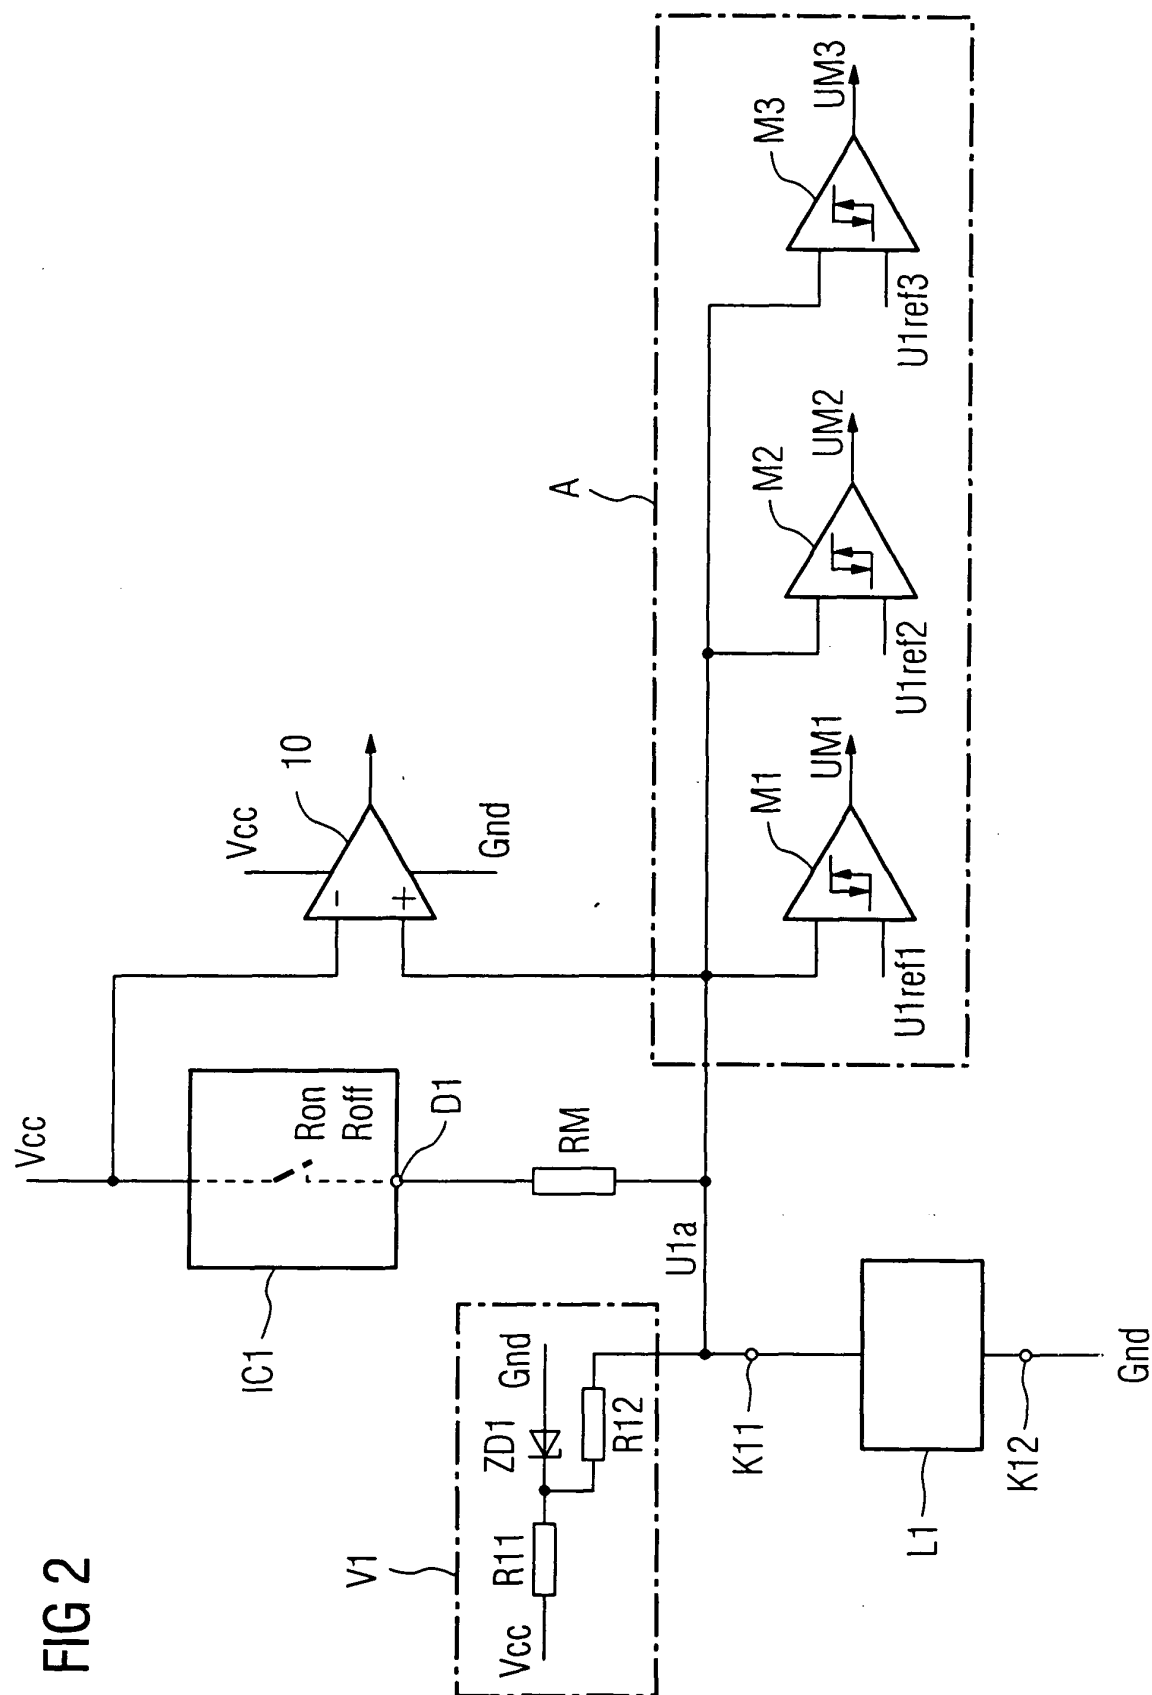 FIG 2
Vcc
IC1
Ron
Roff
D1
RM
Vcc
10
-
+
Gnd
V1
Vcc
R11
ZD1
Gnd
R12
U1a
K11
L1
K12
Gnd
A
M1
UM1
U1ref1
M2
UM2
U1ref2
M3
UM3
U1ref3